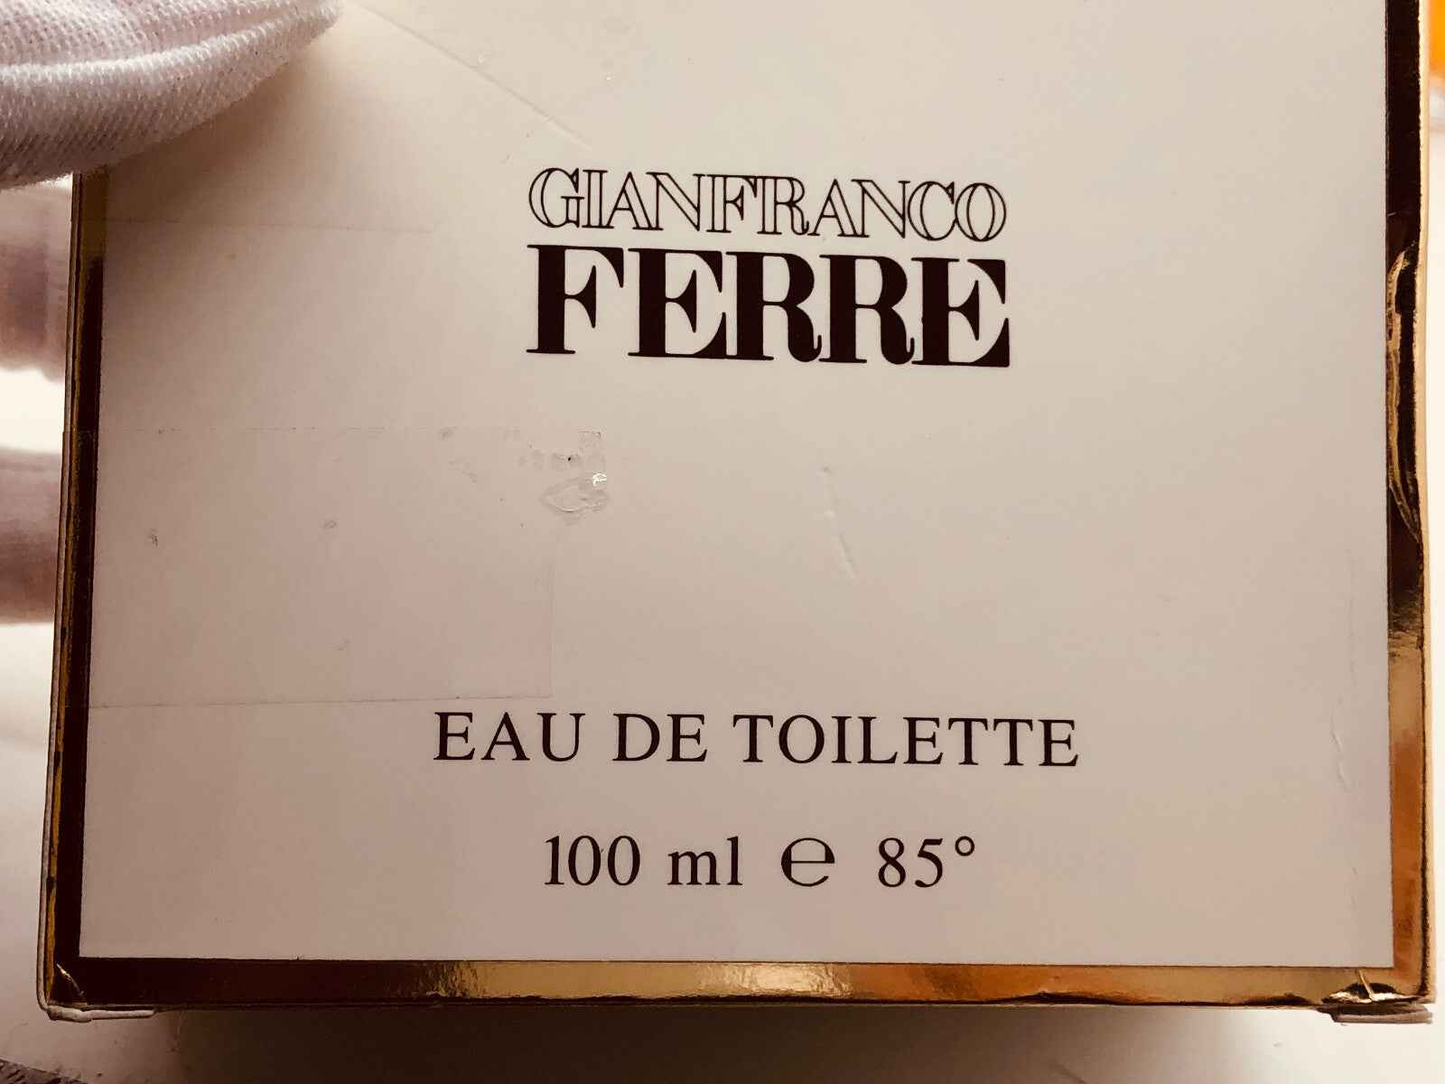 GIANFRANCO
FERRE
EAU DE TOILETTE
100 ml ℮ 85°